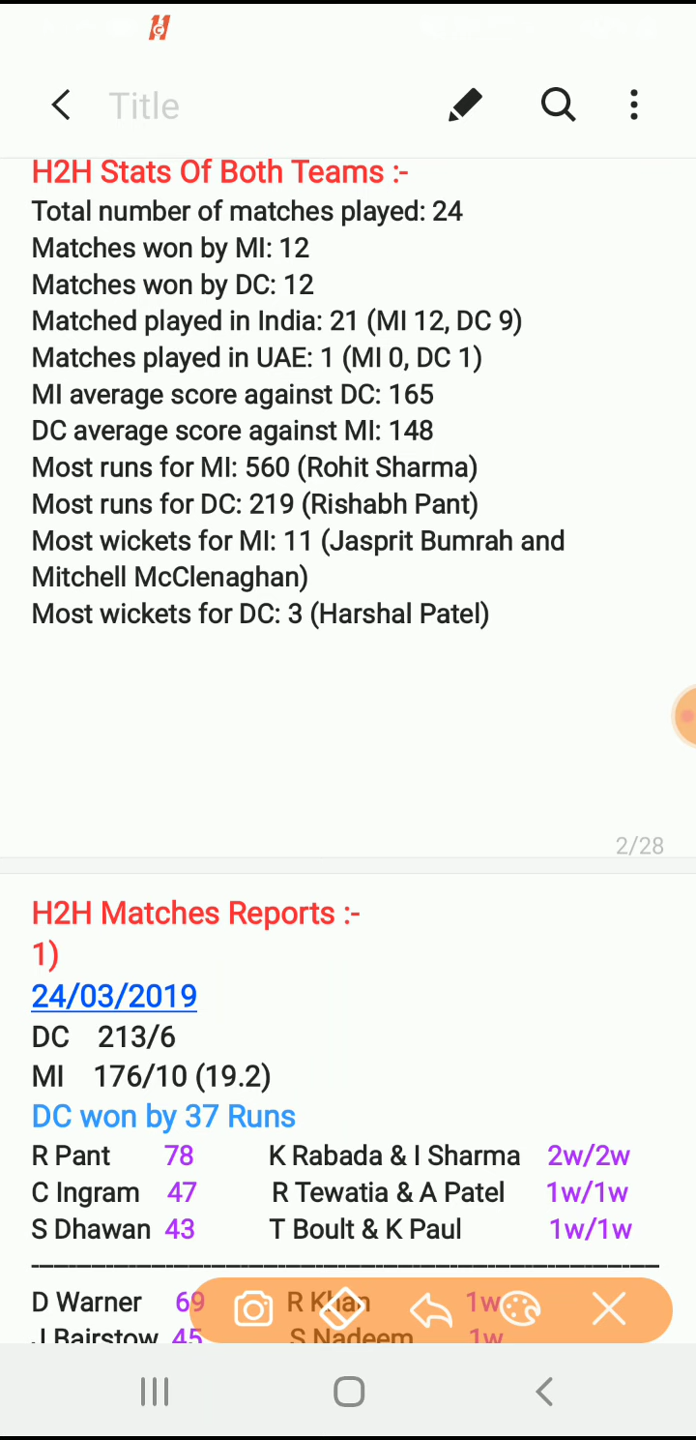 Title
H2H Stats Of Both Teams :-
Total number of matches played: 24
Matches won by MI: 12
Matches won by DC: 12
Matched played in India: 21 (MI 12, DC 9)
Matches played in UAE: 1 (MI 0, DC 1)
MI average score against DC: 165
DC average score against MI: 148
Most runs for MI: 560 (Rohit Sharma)
Most runs for DC: 219 (Rishabh Pant)
Most wickets for MI: 11 (Jasprit Bumrah and
Mitchell McClenaghan)
Most wickets for DC: 3 (Harshal Patel)
2/28
H2H Matches Reports :-
1)
24/03/2019
DC 213/6
MI 176/10 (19.2)
DC won by 37 Runs
R Pant 78 K Rabada & I Sharma 2w/2w
C Ingram 47 R Tewatia & A Patel 1w/1w
S Dhawan 43 T Boult & K Paul 1w/1w
D Warner 69 R Khan 1w
J Bairstow 45 S Nadeem 1w